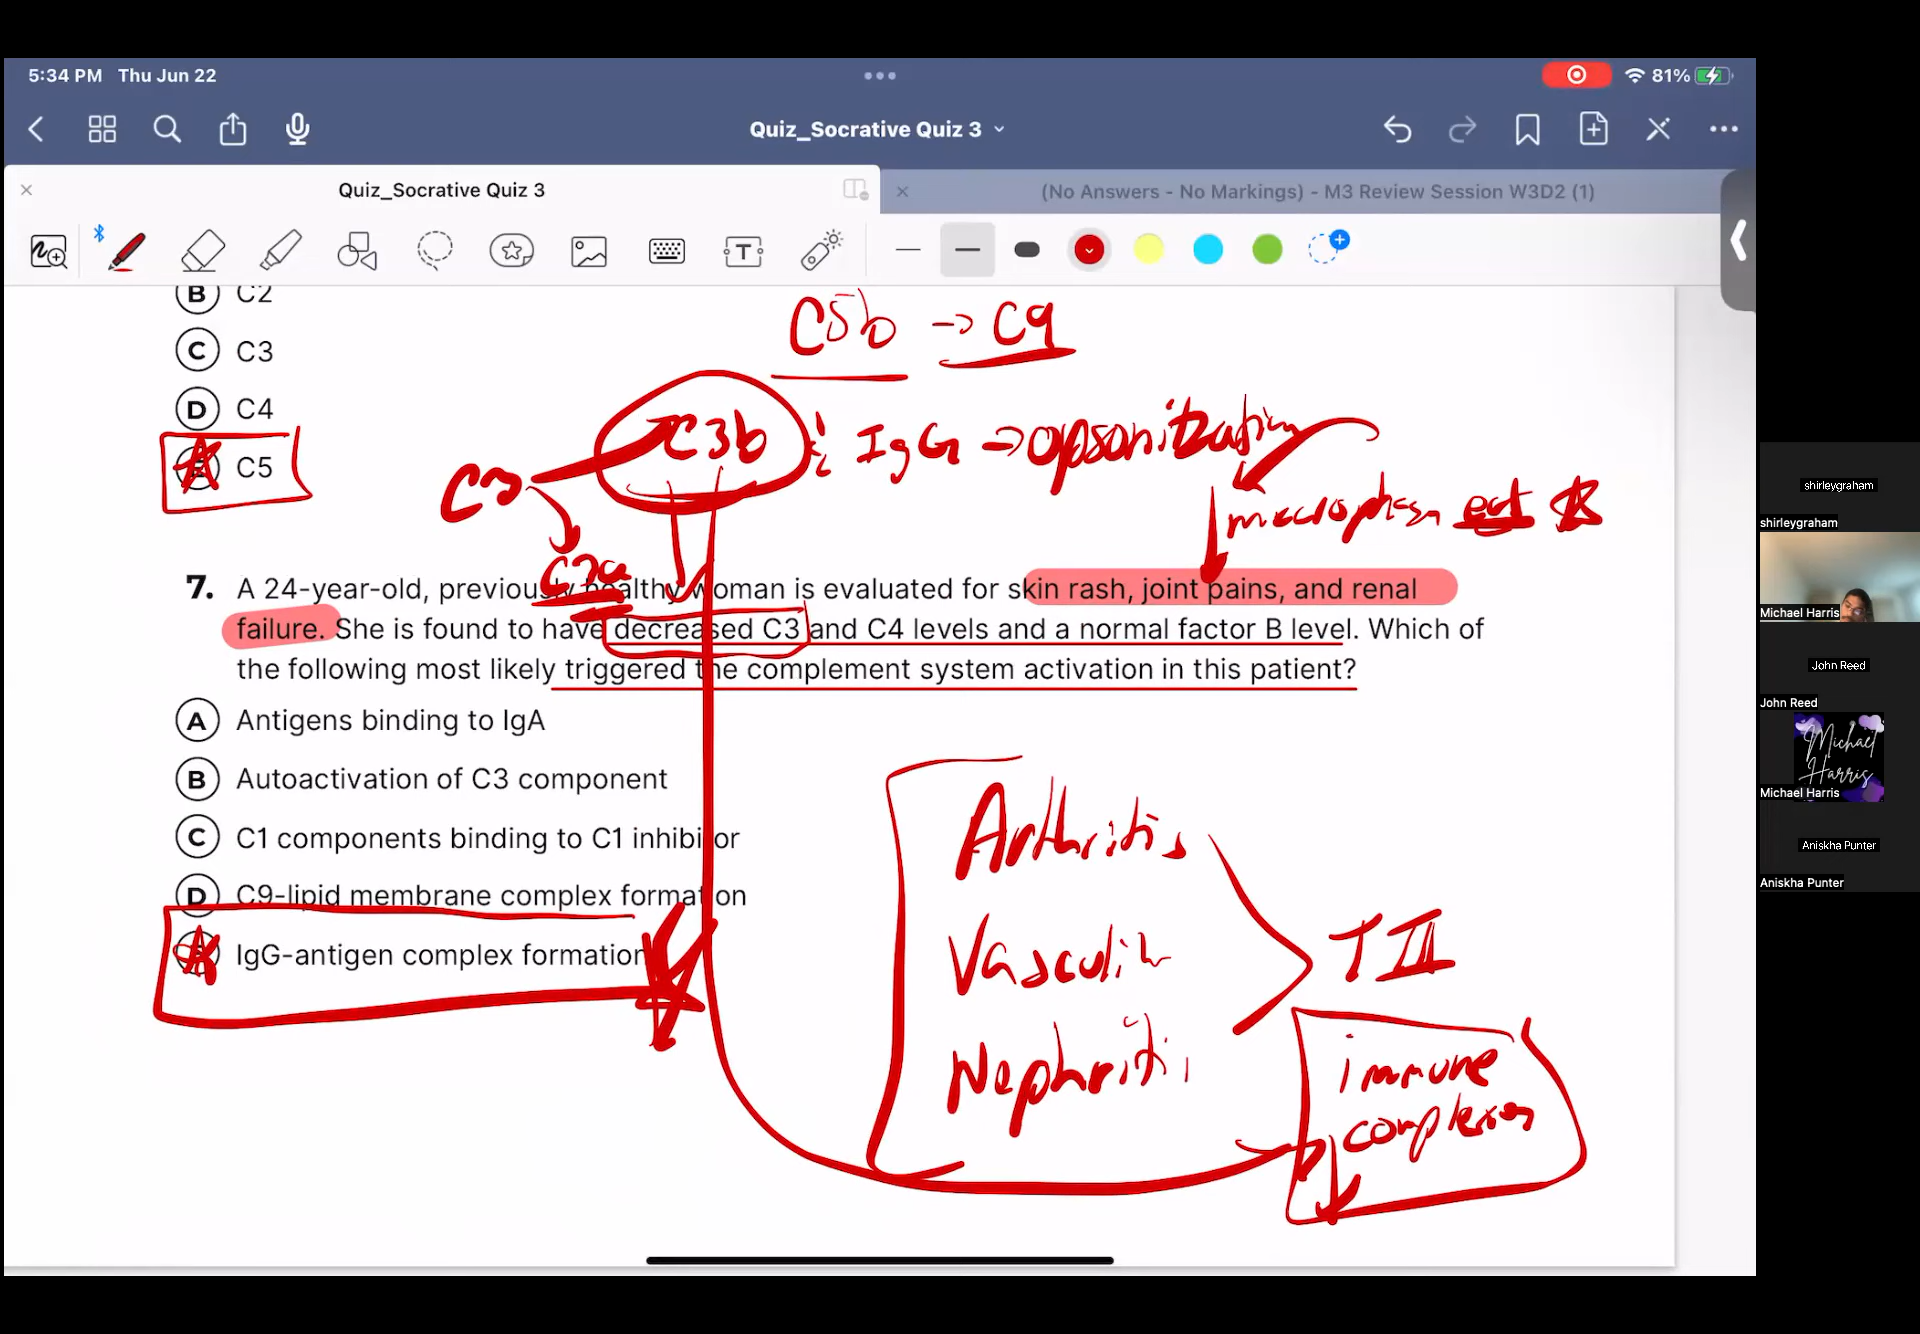 5:34 PM Thu Jun 22
81%
Quiz_Socrative Quiz 3
Quiz_Socrative Quiz 3
(No Answers - No Markings) - M3 Review Session W3D2 (1)
B C2
C C3
D C4
C5
C5b → C9
C3b
IgG → opsonization
C3
C3a
macrophages eat
7. A 24-year-old, previously healthy woman is evaluated for skin rash, joint pains, and renal
failure. She is found to have decreased C3 and C4 levels and a normal factor B level. Which of
the following most likely triggered the complement system activation in this patient?
A Antigens binding to IgA
B Autoactivation of C3 component
C C1 components binding to C1 inhibitor
D C9-lipid membrane complex formation
IgG-antigen complex formation
Arthritis
Vasculitis
Nephritis
T III
immune
complexes
shirleygraham
shirleygraham
Michael Harris
John Reed
John Reed
Michael
Harris
Michael Harris
Aniskha Punter
Aniskha Punter